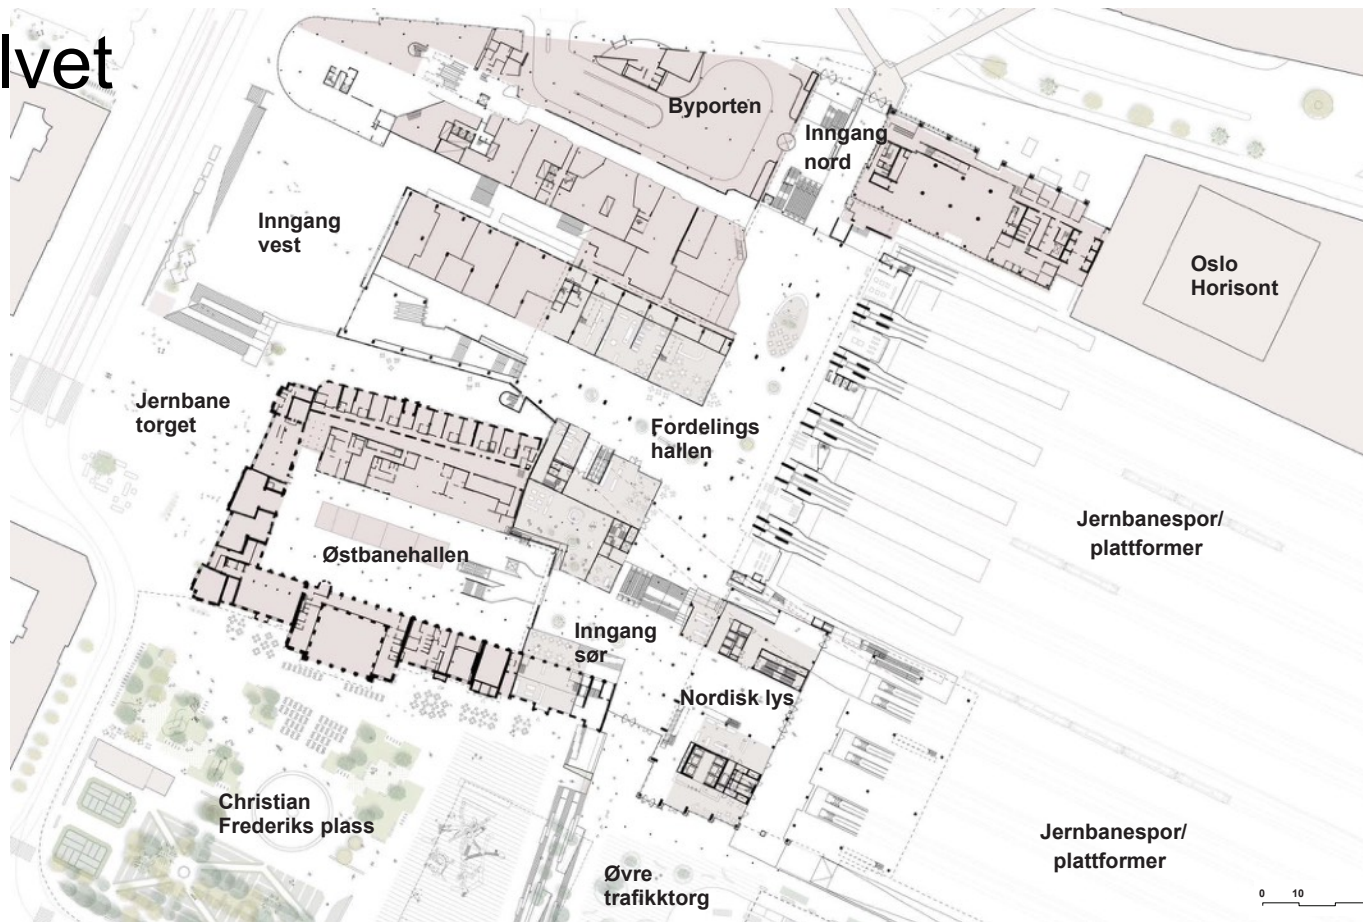 lvet
Byporten
Inngang
nord
Inngang
vest
Oslo
Horisont
Jernbane
torget
Fordelings
hallen
Jernbanespor/
plattformer
Østbanehallen
Inngang
sør
Nordisk lys
Christian
Frederiks plass
Jernbanespor/
plattformer
Øvre
trafikktorg
0 10